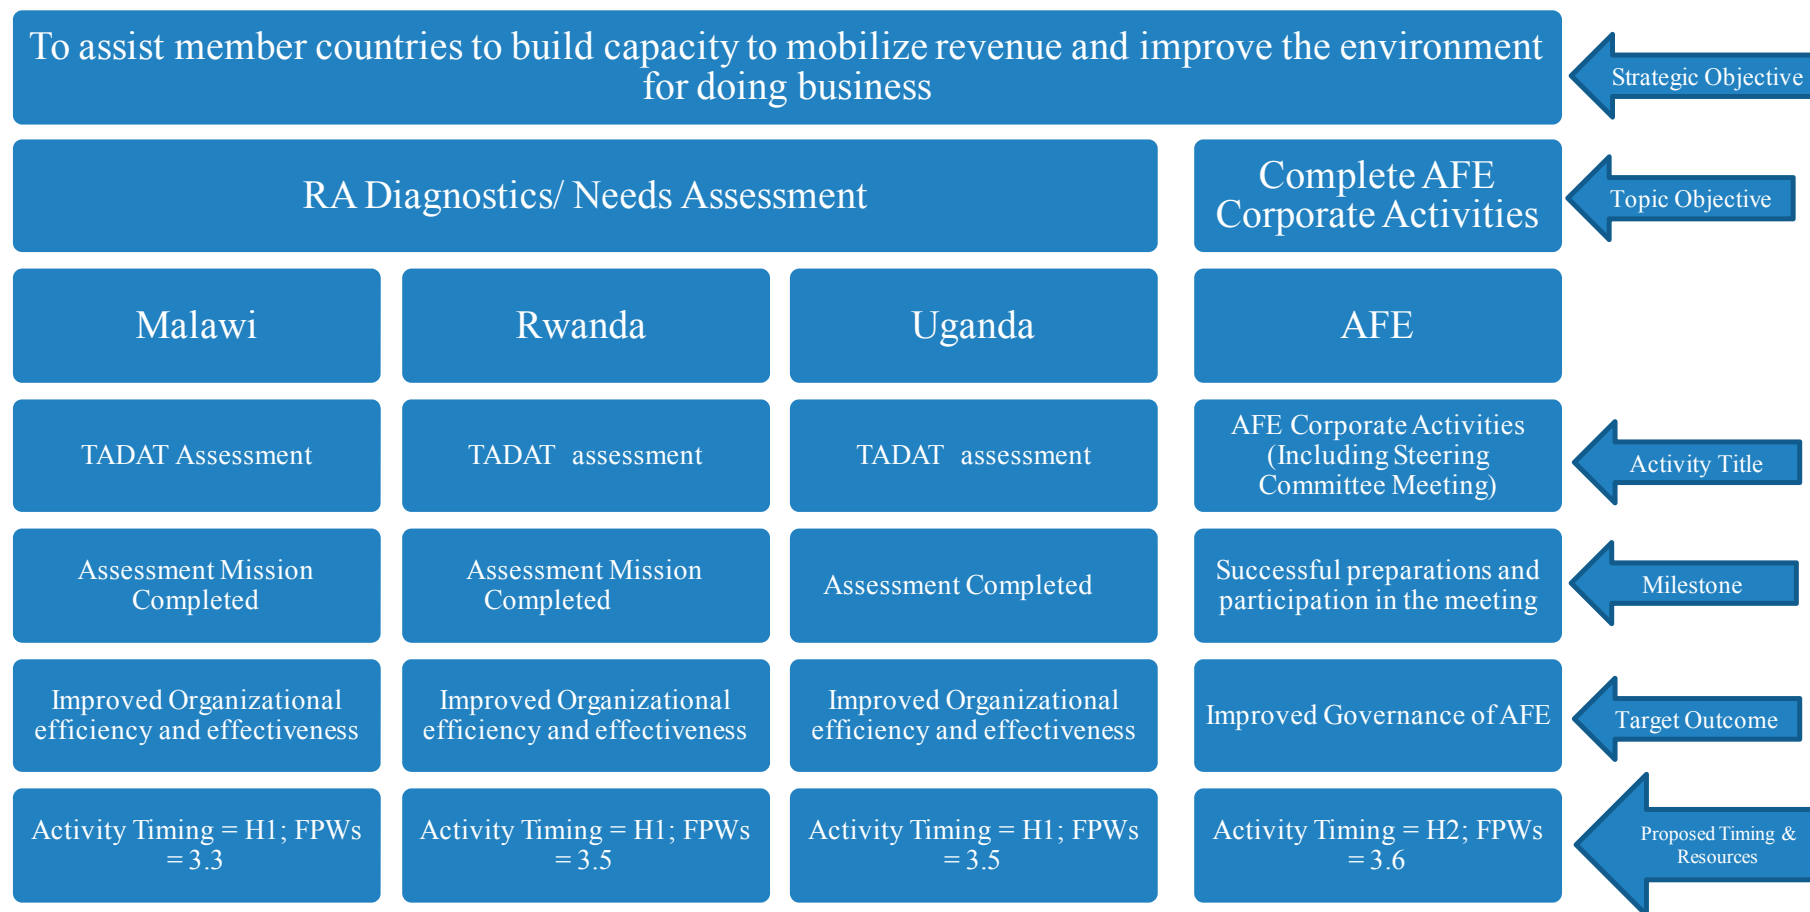 To assist member countries to build capacity to mobilize revenue and improve the environment
for doing business
Strategic Objective
RA Diagnostics/ Needs Assessment
Complete AFE
Corporate Activities
Topic Objective
Malawi
Rwanda
Uganda
AFE
TADAT Assessment
TADAT assessment
TADAT assessment
AFE Corporate Activities
(Including Steering
Committee Meeting)
Activity Title
Assessment Mission
Completed
Assessment Mission
Completed
Assessment Completed
Successful preparations and
participation in the meeting
Milestone
Improved Organizational
efficiency and effectiveness
Improved Organizational
efficiency and effectiveness
Improved Organizational
efficiency and effectiveness
Improved Governance of AFE
Target Outcome
Activity Timing = H1; FPWs
= 3.3
Activity Timing = H1; FPWs
= 3.5
Activity Timing = H1; FPWs
= 3.5
Activity Timing = H2; FPWs
= 3.6
Proposed Timing &
Resources